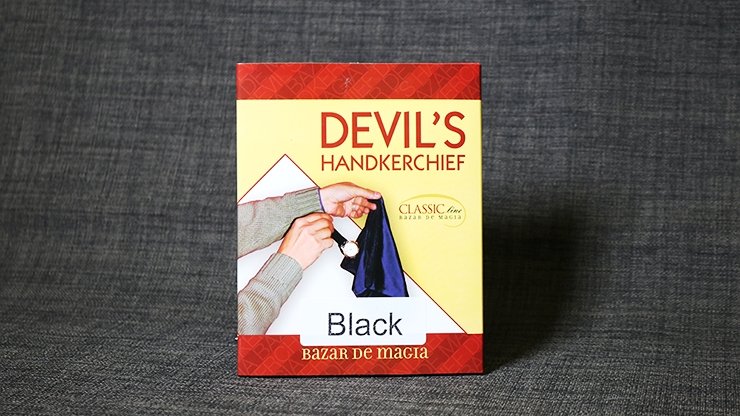 DEVIL'S
HANDKERCHIEF
CLASSIC line
BAZAR DE MAGIA
Black
BAZAR DE MAGIA